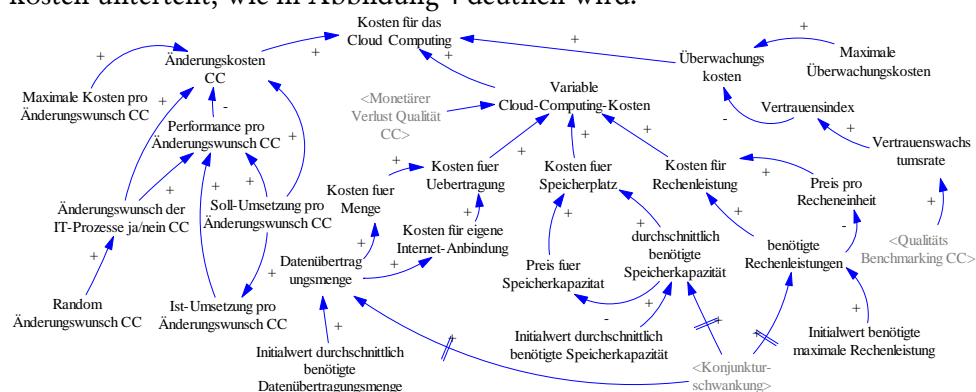 kosten unterteilt, wie in Abbildung 4 deutlich wird.
Kosten für das
Cloud Computing
Änderungskosten
CC
Überwachungs
kosten
Maximale
Überwachungskosten
Maximale Kosten pro
Änderungswunsch CC
<Monetärer
Verlust Qualität
CC>
Variable
Cloud-Computing-Kosten
Vertrauensindex
Performance pro
Änderungswunsch CC
Vertrauenswachs
tumsrate
Kosten fuer
Uebertragung
Kosten fuer
Speicherplatz
Kosten für
Rechenleistung
Kosten fuer
Menge
Preis pro
Recheneinheit
Änderungswunsch der
IT-Prozesse ja/nein CC
Soll-Umsetzung pro
Änderungswunsch CC
Kosten für eigene
Internet-Anbindung
durchschnittlich
benötigte
Speicherkapazität
benötigte
Rechenleistungen
<Qualitäts
Benchmarking CC>
Datenübertrag
ungsmenge
Preis fuer
Speicherkapazitat
Random
Änderungswunsch CC
Ist-Umsetzung pro
Änderungswunsch CC
Initialwert durchschnittlich
benötigte Speicherkapazität
Initialwert benötigte
maximale Rechenleistung
Initialwert durchschnittlich
benötigte
Datenübertragungsmenge
<Konjunktur-
schwankung>